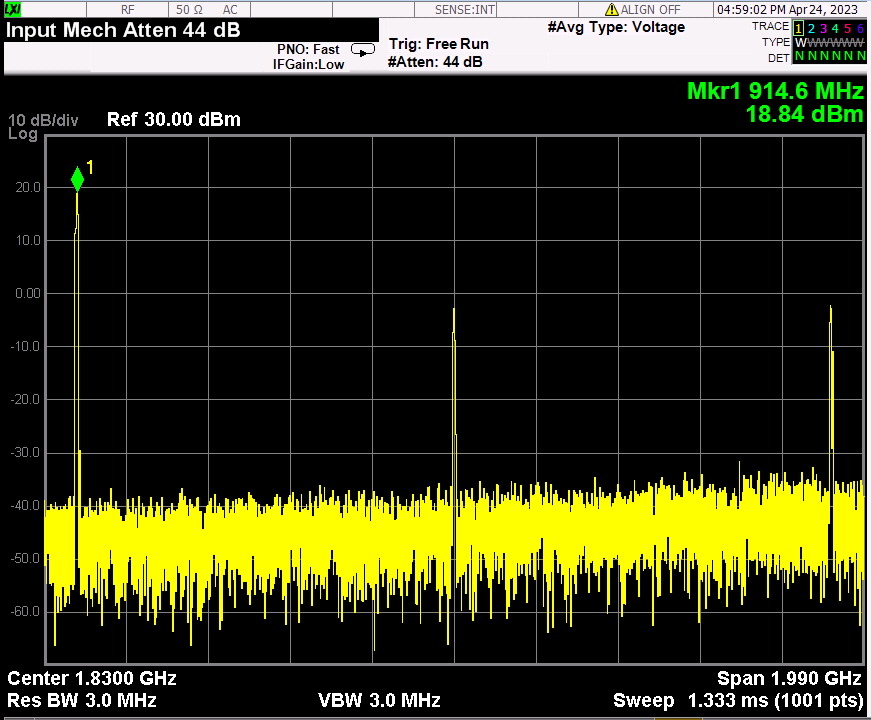 LXI RF 50 Ω AC SENSE:INT ALIGN OFF 04:59:02 PM Apr 24, 2023
Input Mech Atten 44 dB
PNO: Fast
IFGain:Low
Trig: Free Run
#Atten: 44 dB
#Avg Type: Voltage
TRACE 1 2 3 4 5 6
TYPE W
DET N N N N N N
Mkr1 914.6 MHz
18.84 dBm
10 dB/div Ref 30.00 dBm
Log
1
20.0
10.0
0.00
-10.0
-20.0
-30.0
-40.0
-50.0
-60.0
Center 1.8300 GHz Span 1.990 GHz
Res BW 3.0 MHz VBW 3.0 MHz Sweep 1.333 ms (1001 pts)